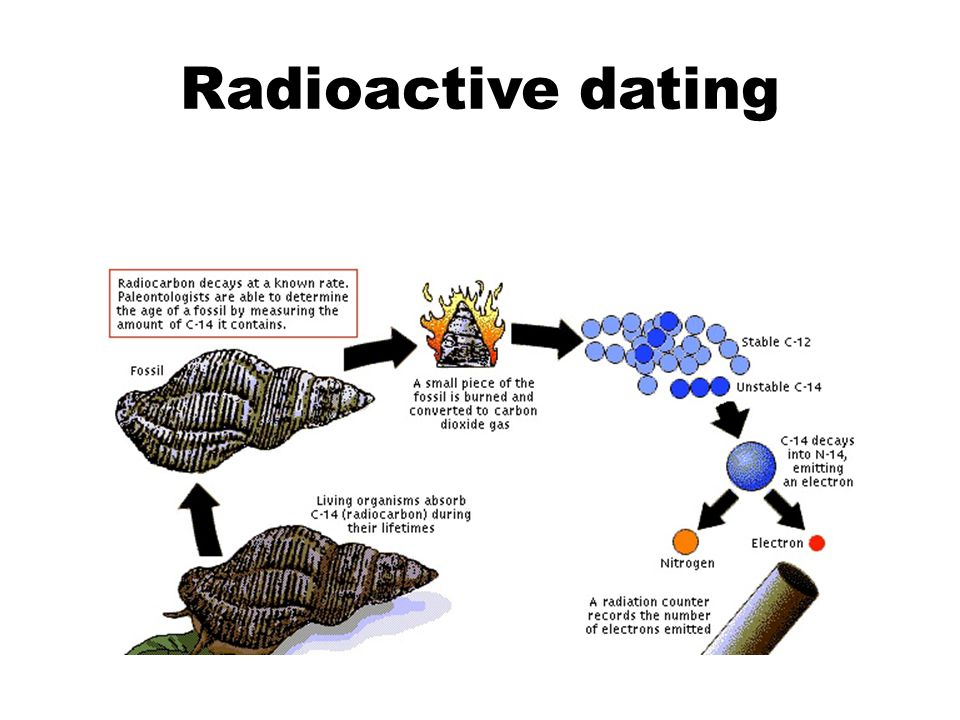 Radioactive dating
Radiocarbon decays at a known rate.
Paleontologists are able to determine
the age of a fossil by measuring the
amount of C-14 it contains.
Fossil
A small piece of the
fossil is burned and
converted to carbon
dioxide gas
Stable C-12
Unstable C-14
C-14 decays
into N-14,
emitting
an electron
Living organisms absorb
C-14 (radiocarbon) during
their lifetimes
Nitrogen
Electron
A radiation counter
records the number
of electrons emitted